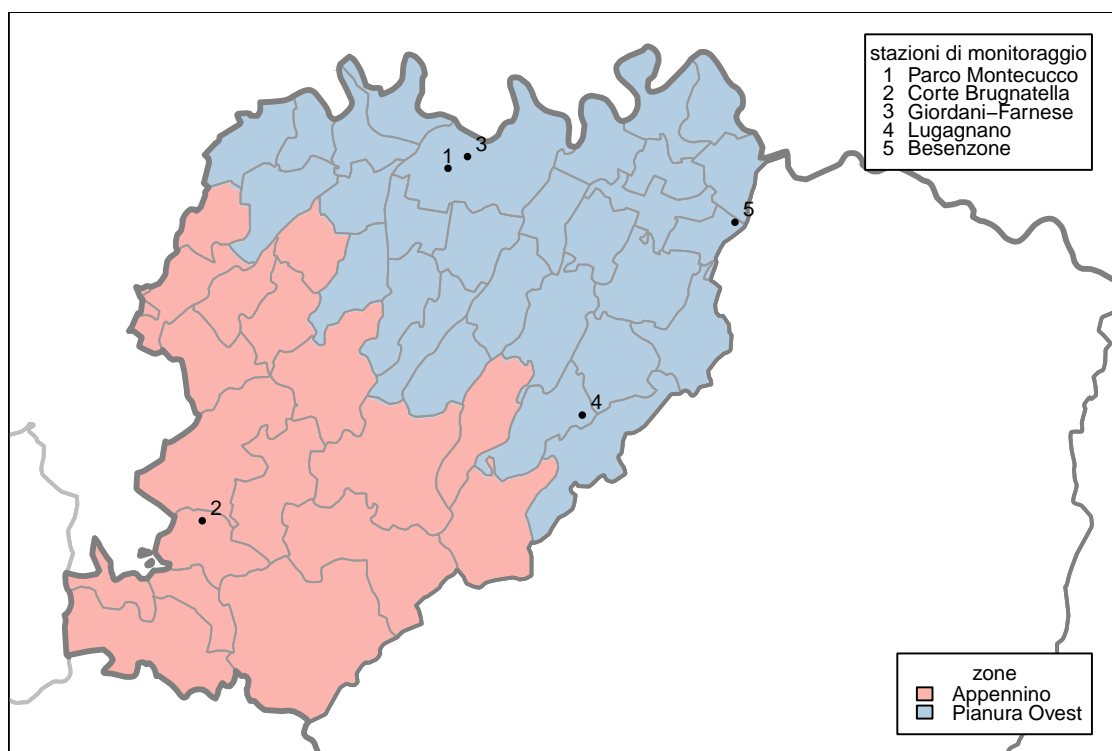 stazioni di monitoraggio
1 Parco Montecucco
2 Corte Brugnatella
3 Giordani−Farnese
4 Lugagnano
5 Besenzone
3
1
5
4
2
zone
Appennino
Pianura Ovest